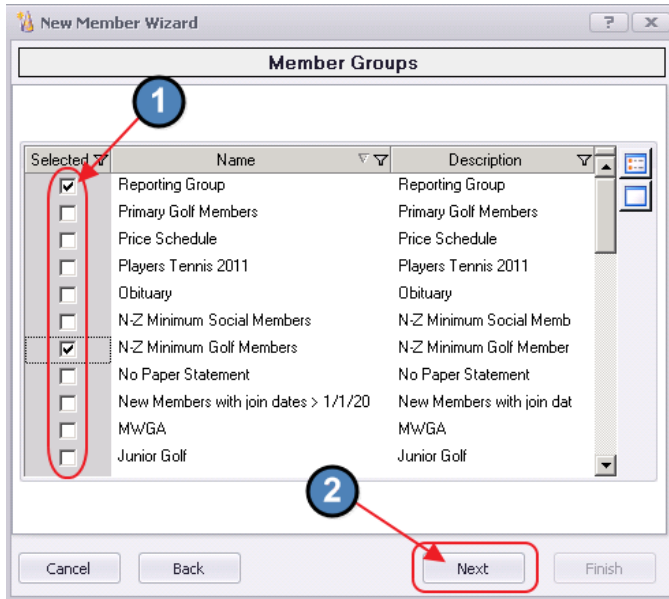 New Member Wizard ? X
Member Groups
1
Selected Name Description
Reporting Group Reporting Group
Primary Golf Members Primary Golf Members
Price Schedule Price Schedule
Players Tennis 2011 Players Tennis 2011
Obituary Obituary
N-Z Minimum Social Members N-Z Minimum Social Memb
N-Z Minimum Golf Members N-Z Minimum Golf Member
No Paper Statement No Paper Statement
New Members with join dates > 1/1/20 New Members with join dat
MWGA MWGA
Junior Golf Junior Golf
2
Cancel Back Next Finish